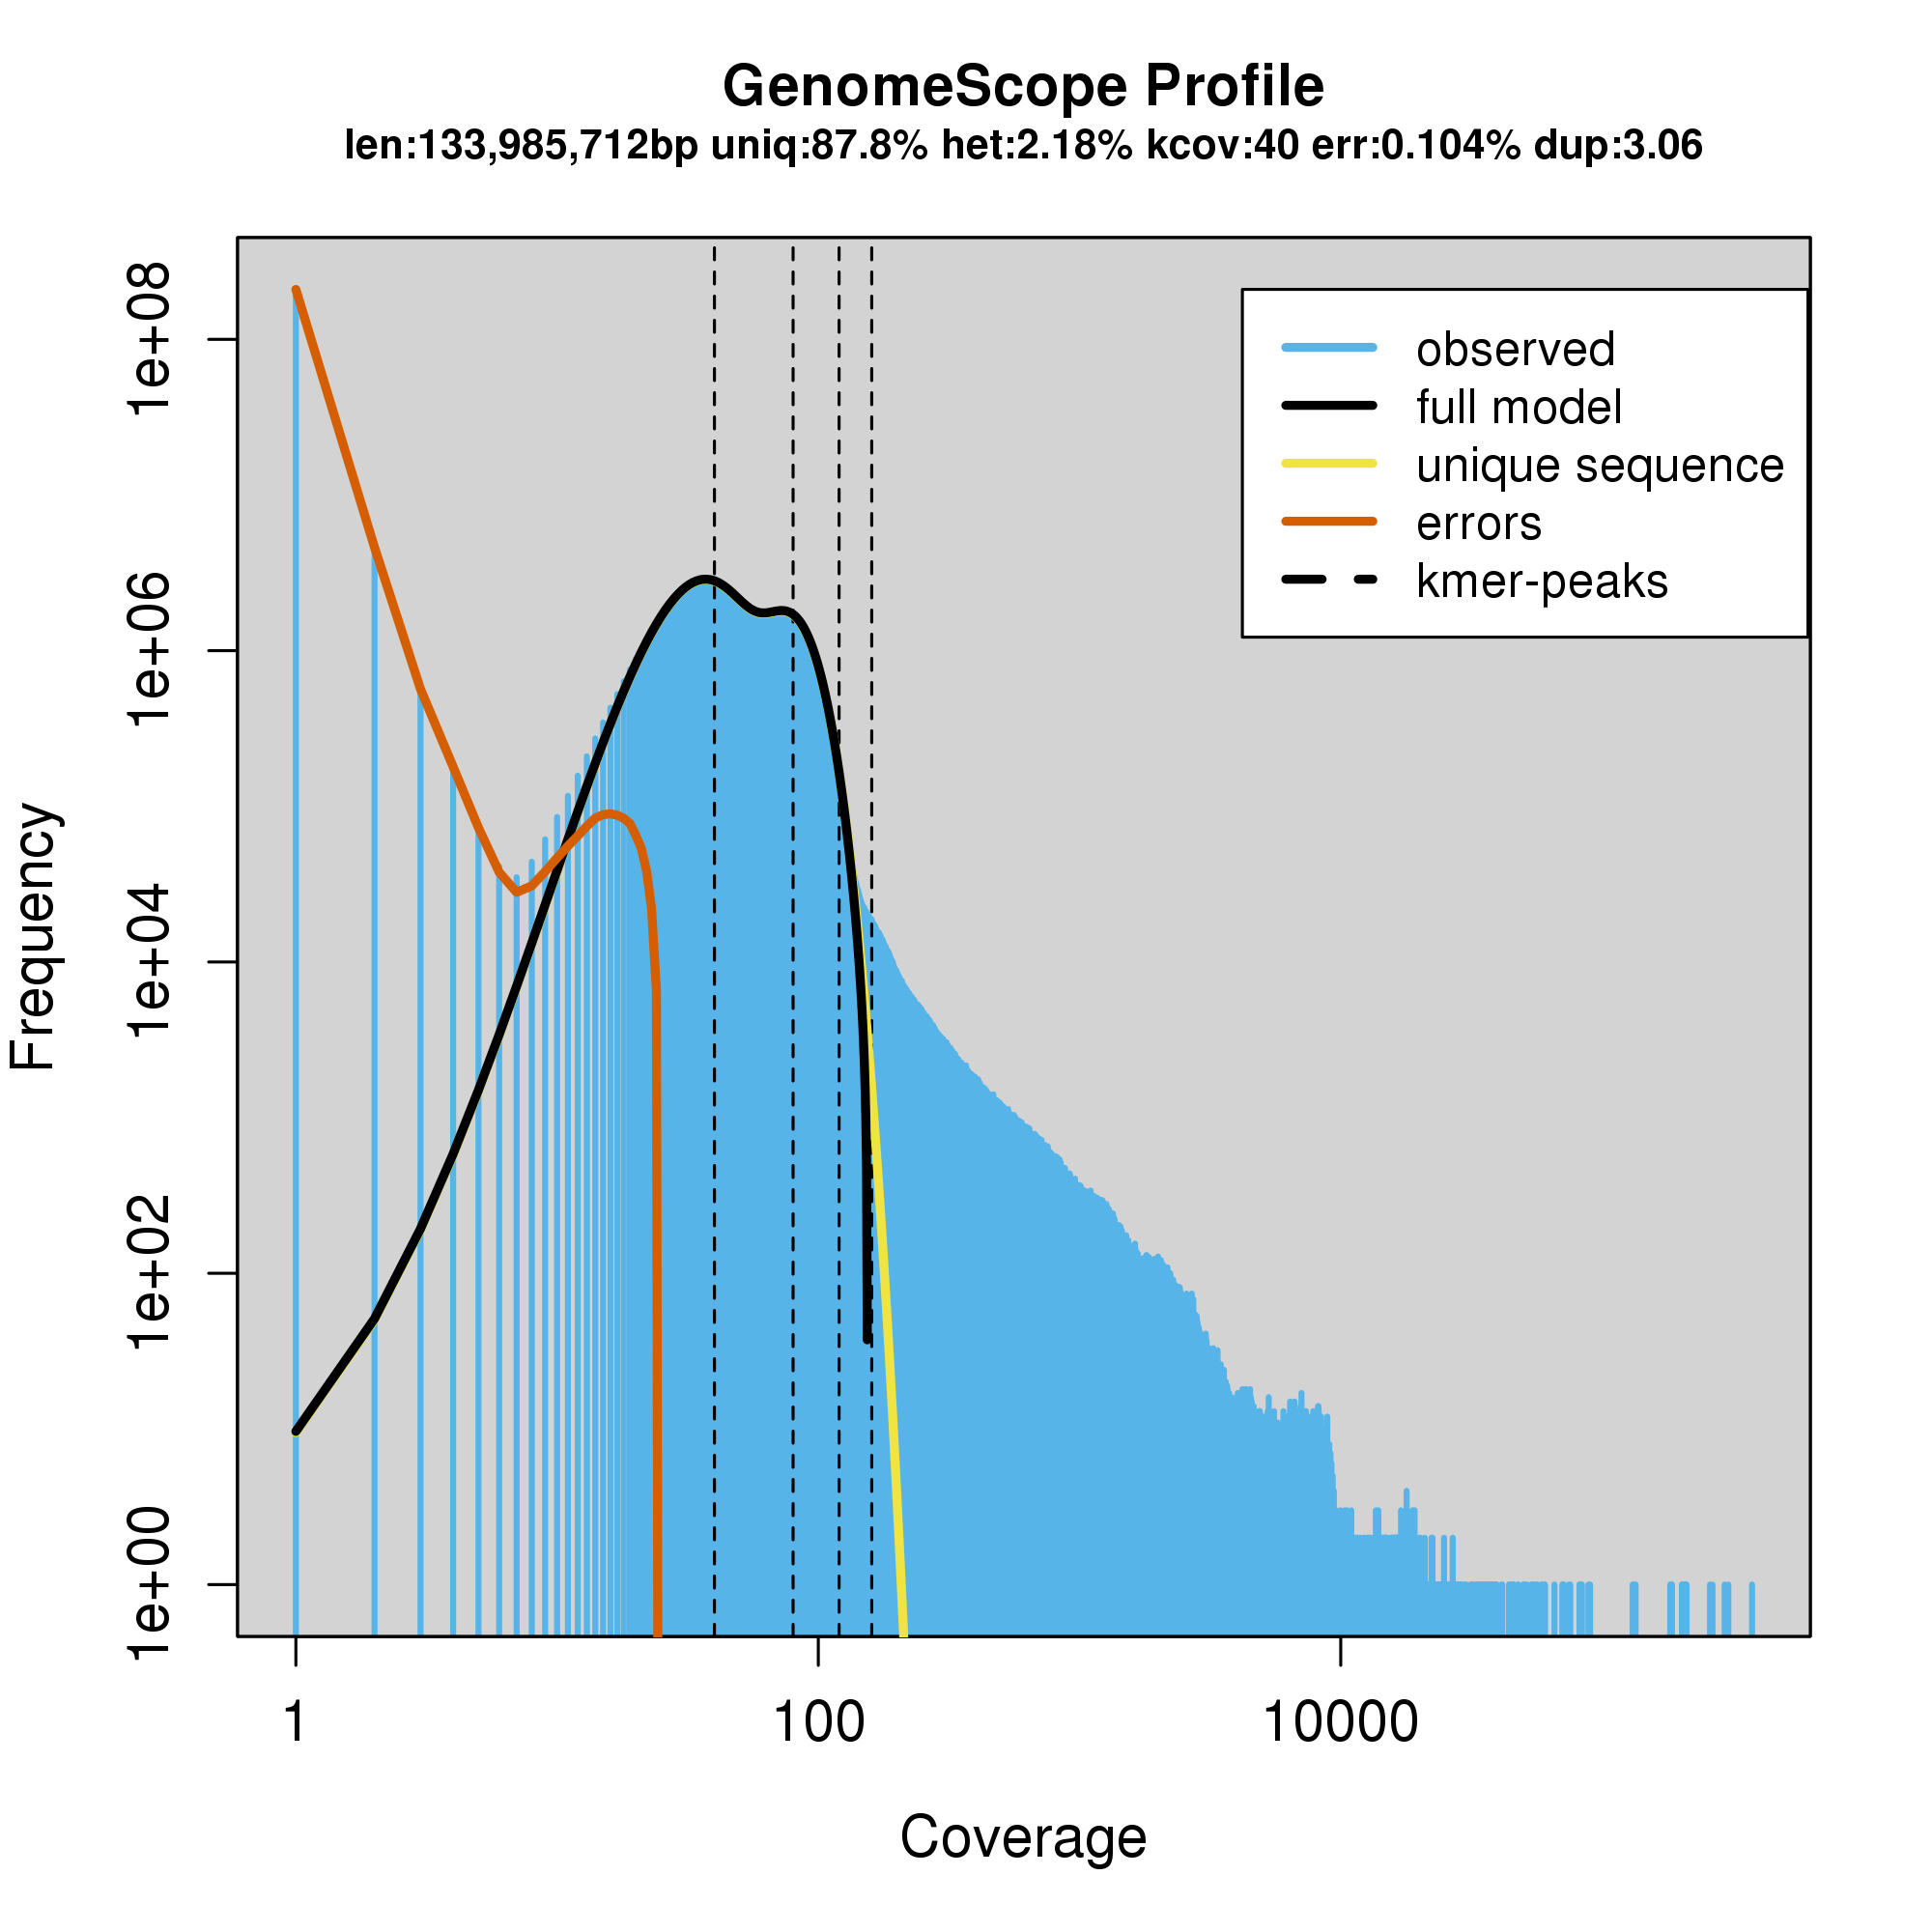 GenomeScope Profile
len:133,985,712bp uniq:87.8% het:2.18% kcov:40 err:0.104% dup:3.06
observed
full model
unique sequence
errors
kmer-peaks
Frequency
1e+08
1e+06
1e+04
1e+02
1e+00
1
100
10000
Coverage